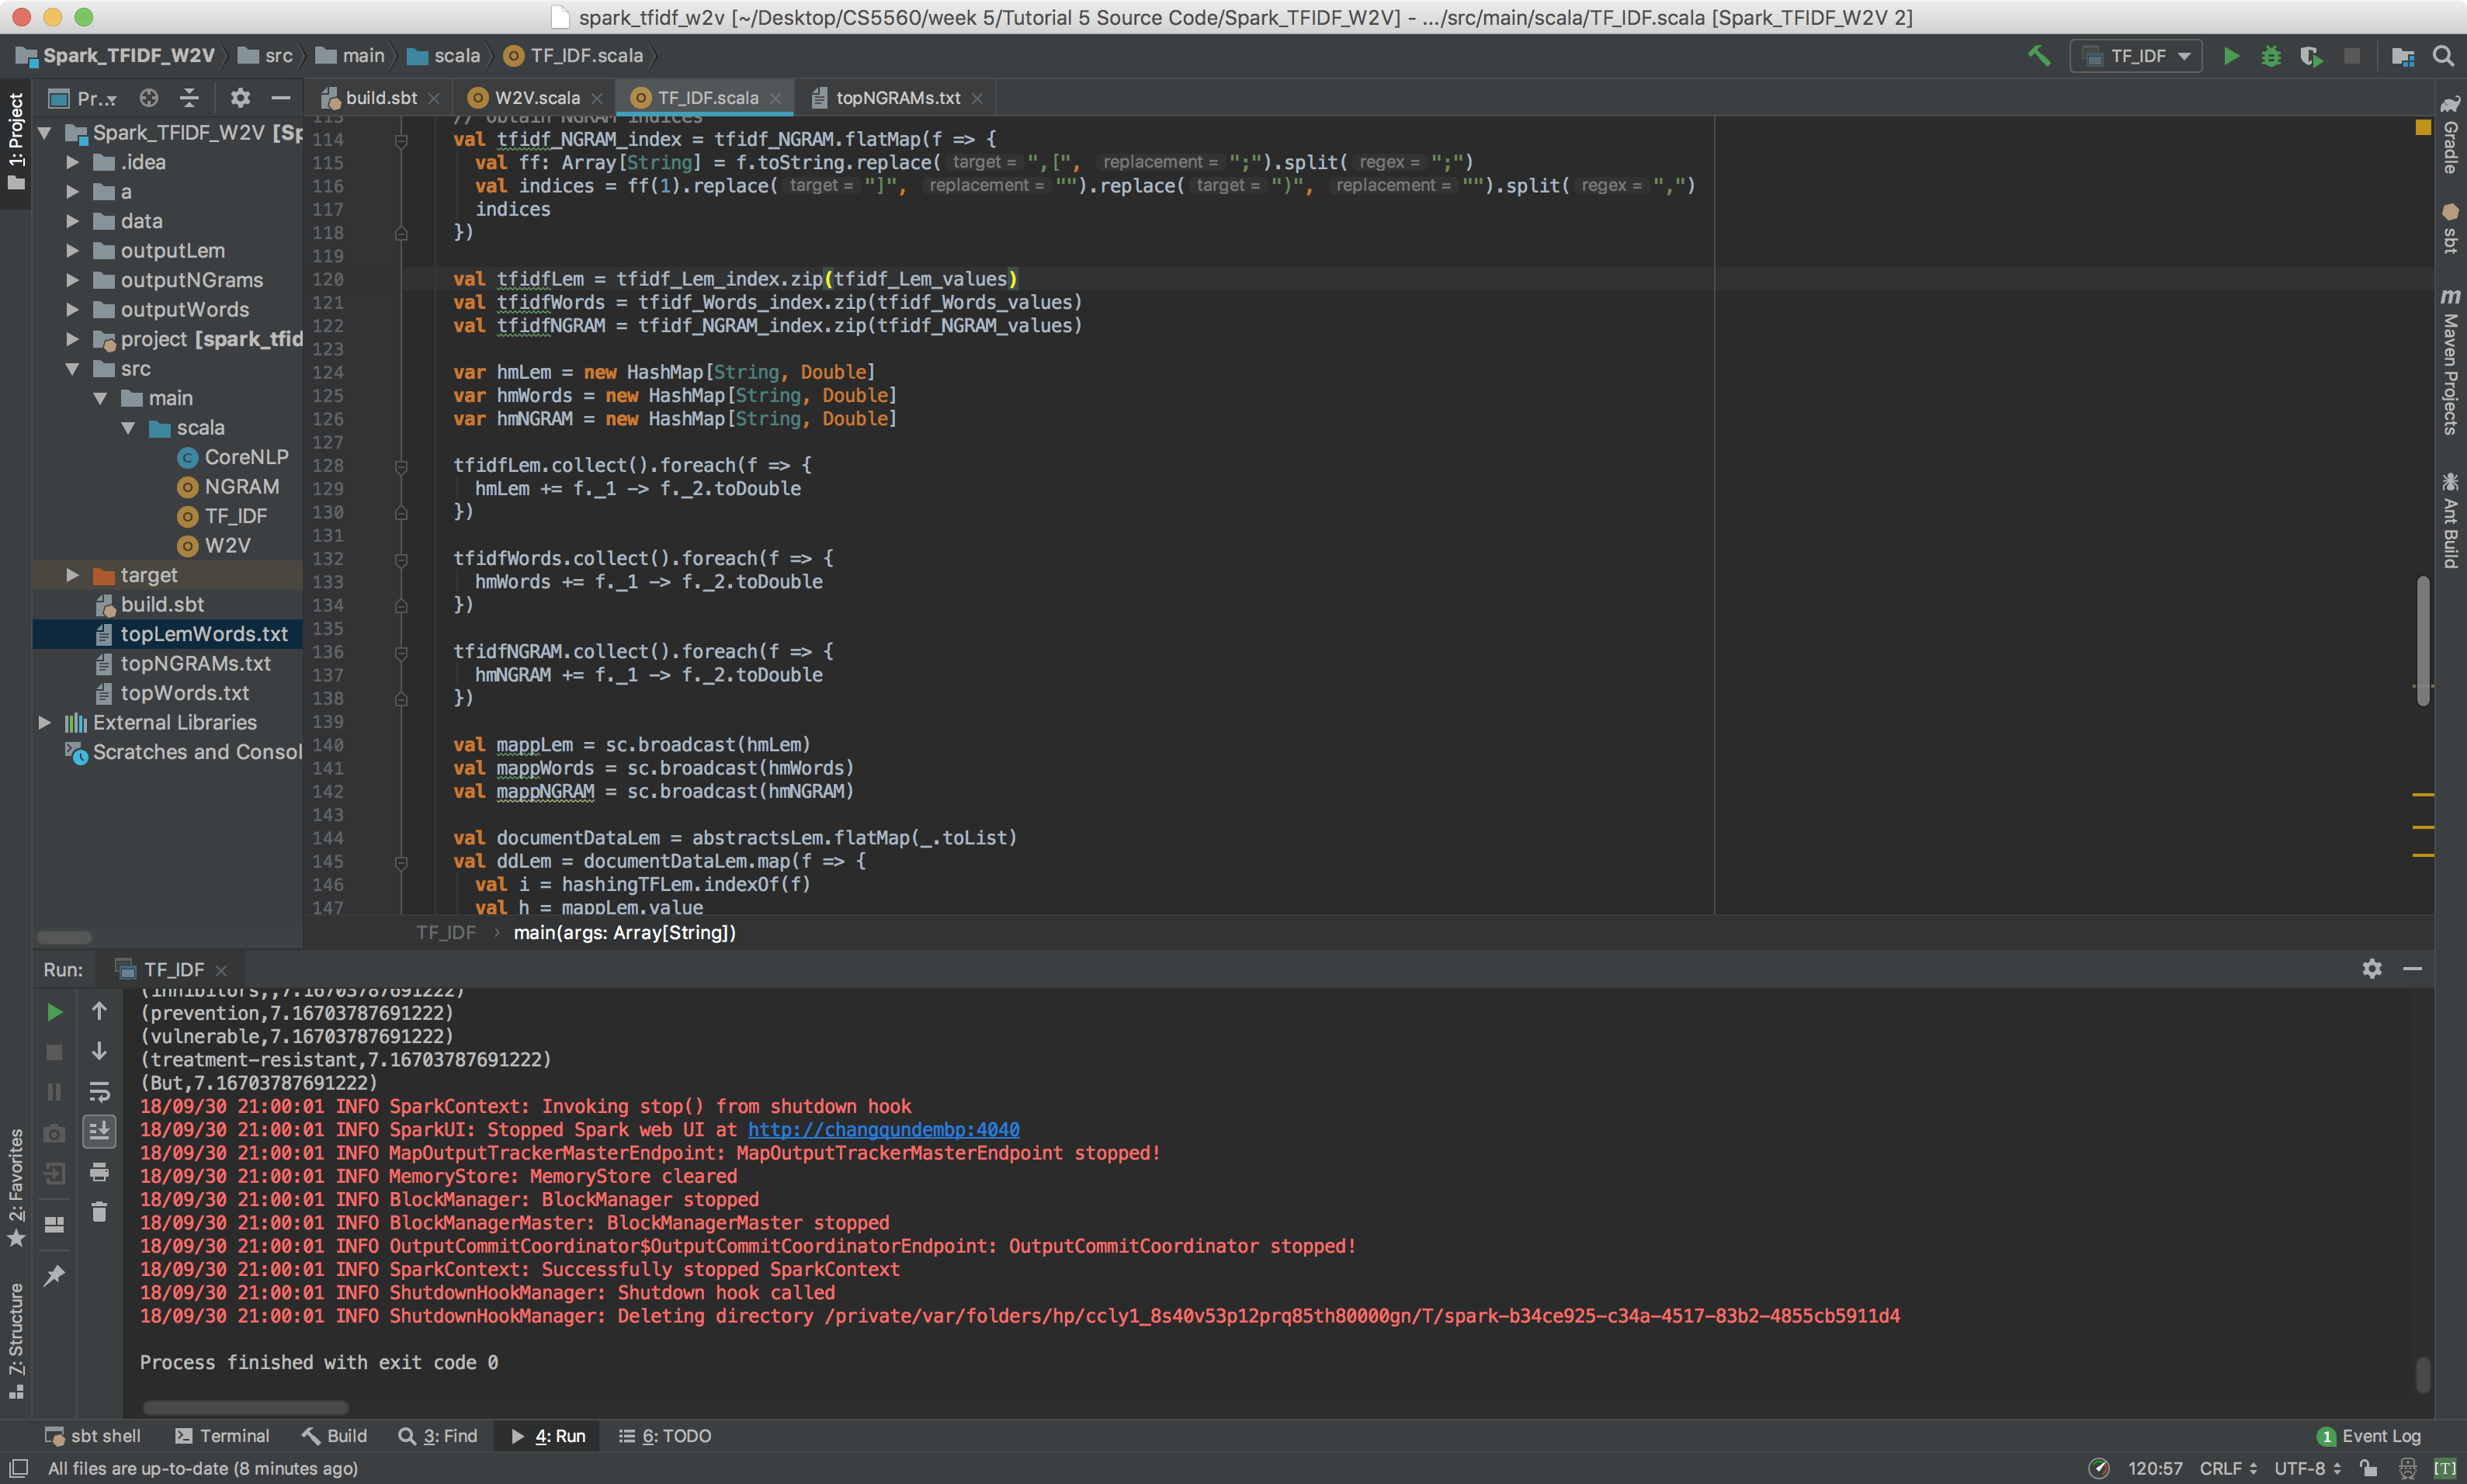 spark_tfidf_w2v [~/Desktop/CS5560/week 5/Tutorial 5 Source Code/Spark_TFIDF_W2V] - .../src/main/scala/TF_IDF.scala [Spark_TFIDF_W2V 2]
Spark_TFIDF_W2V src main scala TF_IDF.scala
TF_IDF
Pr...
build.sbt W2V.scala TF_IDF.scala topNGRAMs.txt
1: Project
2: Favorites
7: Structure
Spark_TFIDF_W2V [Sp
.idea
a
data
outputLem
outputNGrams
outputWords
project [spark_tfid
src
main
scala
CoreNLP
NGRAM
TF_IDF
W2V
target
build.sbt
topLemWords.txt
topNGRAMs.txt
topWords.txt
External Libraries
Scratches and Consol
113 // Obtain NGRAM indices
114 val tfidf_NGRAM_index = tfidf_NGRAM.flatMap(f => {
115 val ff: Array[String] = f.toString.replace( target = ",[", replacement = ";").split( regex = ";")
116 val indices = ff(1).replace( target = "]", replacement = "").replace( target = ")", replacement = "").split( regex = ",")
117 indices
118 })
119
120 val tfidfLem = tfidf_Lem_index.zip(tfidf_Lem_values)
121 val tfidfWords = tfidf_Words_index.zip(tfidf_Words_values)
122 val tfidfNGRAM = tfidf_NGRAM_index.zip(tfidf_NGRAM_values)
123
124 var hmLem = new HashMap[String, Double]
125 var hmWords = new HashMap[String, Double]
126 var hmNGRAM = new HashMap[String, Double]
127
128 tfidfLem.collect().foreach(f => {
129 hmLem += f._1 -> f._2.toDouble
130 })
131
132 tfidfWords.collect().foreach(f => {
133 hmWords += f._1 -> f._2.toDouble
134 })
135
136 tfidfNGRAM.collect().foreach(f => {
137 hmNGRAM += f._1 -> f._2.toDouble
138 })
139
140 val mappLem = sc.broadcast(hmLem)
141 val mappWords = sc.broadcast(hmWords)
142 val mappNGRAM = sc.broadcast(hmNGRAM)
143
144 val documentDataLem = abstractsLem.flatMap(_.toList)
145 val ddLem = documentDataLem.map(f => {
146 val i = hashingTFLem.indexOf(f)
147 val h = mappLem.value
TF_IDF main(args: Array[String])
Gradle
sbt
Maven Projects
Ant Build
Run: TF_IDF
(inhibitors,,7.16703787691222)
(prevention,7.16703787691222)
(vulnerable,7.16703787691222)
(treatment-resistant,7.16703787691222)
(But,7.16703787691222)
18/09/30 21:00:01 INFO SparkContext: Invoking stop() from shutdown hook
18/09/30 21:00:01 INFO SparkUI: Stopped Spark web UI at http://changqundembp:4040
18/09/30 21:00:01 INFO MapOutputTrackerMasterEndpoint: MapOutputTrackerMasterEndpoint stopped!
18/09/30 21:00:01 INFO MemoryStore: MemoryStore cleared
18/09/30 21:00:01 INFO BlockManager: BlockManager stopped
18/09/30 21:00:01 INFO BlockManagerMaster: BlockManagerMaster stopped
18/09/30 21:00:01 INFO OutputCommitCoordinator$OutputCommitCoordinatorEndpoint: OutputCommitCoordinator stopped!
18/09/30 21:00:01 INFO SparkContext: Successfully stopped SparkContext
18/09/30 21:00:01 INFO ShutdownHookManager: Shutdown hook called
18/09/30 21:00:01 INFO ShutdownHookManager: Deleting directory /private/var/folders/hp/ccly1_8s40v53p12prq85th80000gn/T/spark-b34ce925-c34a-4517-83b2-4855cb5911d4
Process finished with exit code 0
sbt shell Terminal Build 3: Find 4: Run 6: TODO 1 Event Log
All files are up-to-date (8 minutes ago) 120:57 CRLF UTF-8 [T]